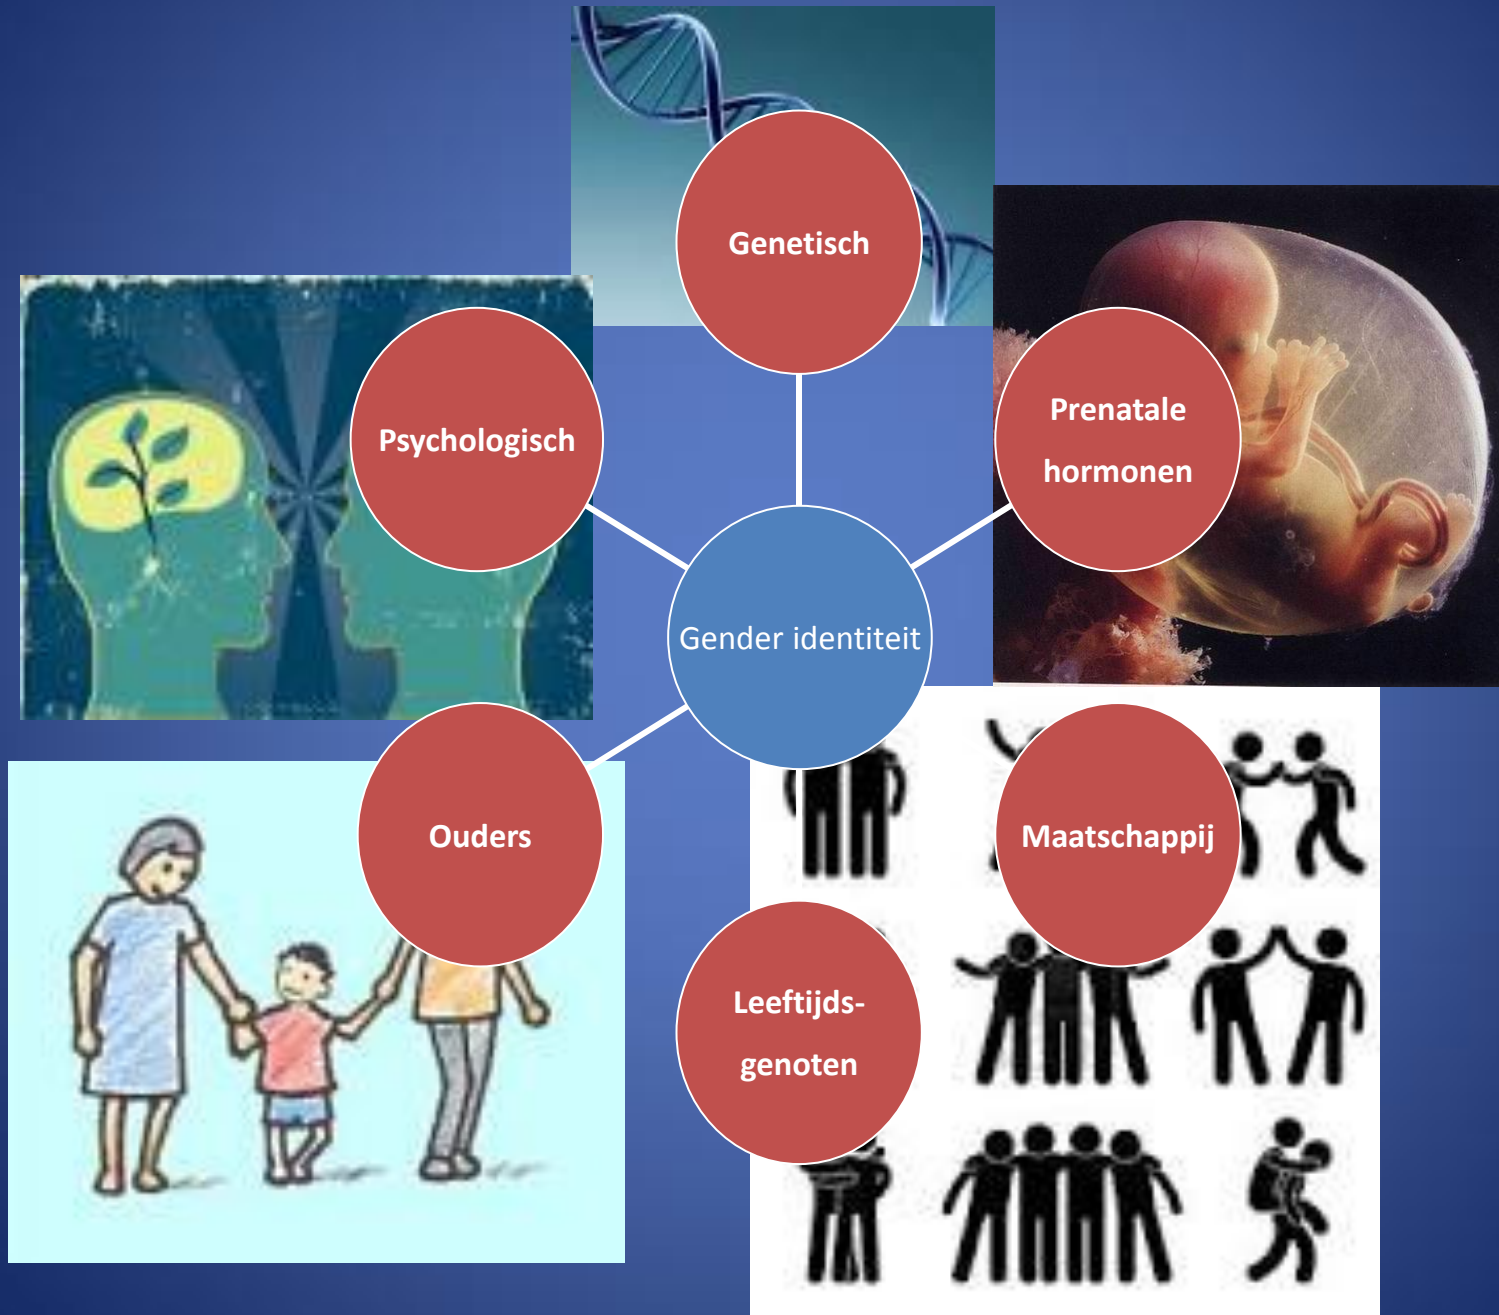 Genetisch
Prenatale
hormonen
Psychologisch
Gender identiteit
Ouders
Maatschappij
Leeftijds-
genoten